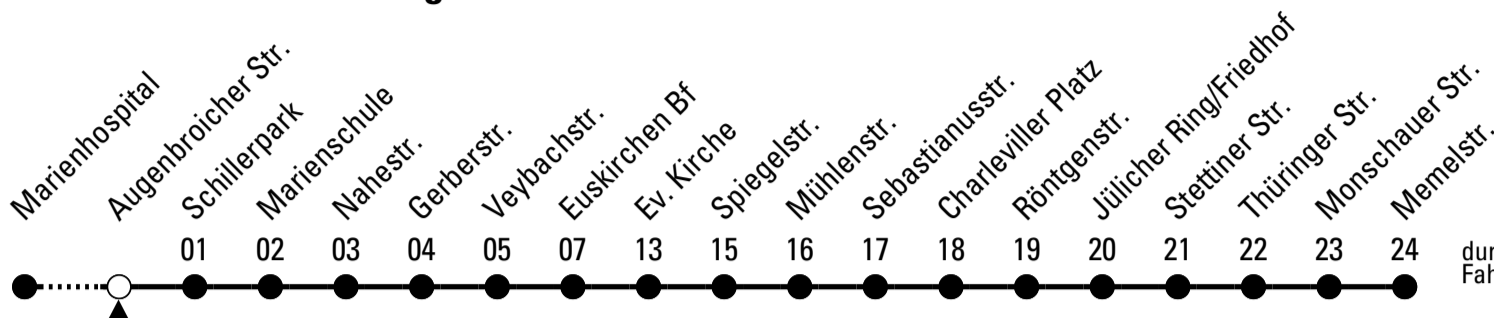 Marienhospital
Augenbroicher Str.
Schillerpark
Marienschule
Nahestr.
Gerberstr.
Veybachstr.
Euskirchen Bf
Ev. Kirche
Spiegelstr.
Mühlenstr.
Sebastianusstr.
Charleviller Platz
Röntgenstr.
Jülicher Ring/Friedhof
Stettiner Str.
Thüringer Str.
Monschauer Str.
Memelstr.
01 02 03 04 05 07 13 15 16 17 18 19 20 21 22 23 24